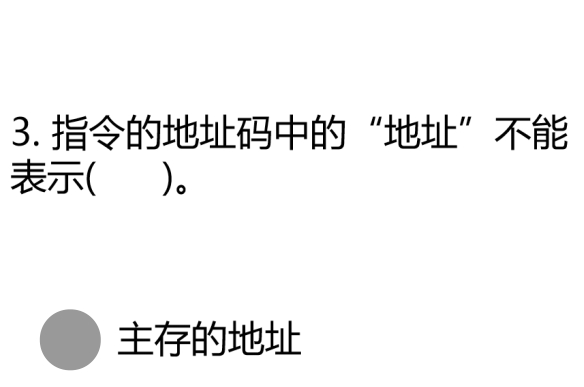 3. 指令的地址码中的“地址”不能
表示(      )。
主存的地址